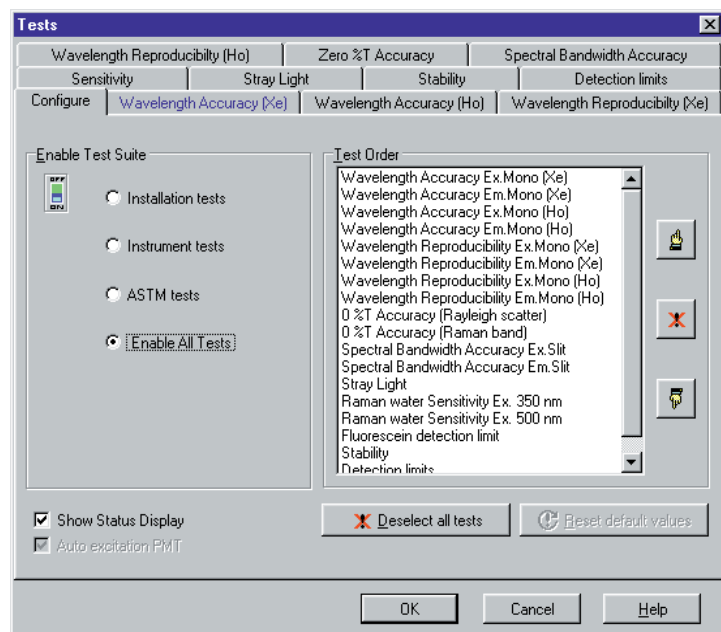 Tests
Wavelength Reproducibilty (Ho) Zero %T Accuracy Spectral Bandwidth Accuracy
Sensitivity Stray Light Stability Detection limits
Configure Wavelength Accuracy (Xe) Wavelength Accuracy (Ho) Wavelength Reproducibilty (Xe)
Enable Test Suite
OFF
ON
Installation tests
Instrument tests
ASTM tests
Enable All Tests
Test Order
Wavelength Accuracy Ex.Mono (Xe)
Wavelength Accuracy Em.Mono (Xe)
Wavelength Accuracy Ex.Mono (Ho)
Wavelength Accuracy Em.Mono (Ho)
Wavelength Reproducibility Ex.Mono (Xe)
Wavelength Reproducibility Em.Mono (Xe)
Wavelength Reproducibility Ex.Mono (Ho)
Wavelength Reproducibility Em.Mono (Ho)
0 %T Accuracy (Rayleigh scatter)
0 %T Accuracy (Raman band)
Spectral Bandwidth Accuracy Ex.Slit
Spectral Bandwidth Accuracy Em.Slit
Stray Light
Raman water Sensitivity Ex. 350 nm
Raman water Sensitivity Ex. 500 nm
Fluorescein detection limit
Stability
Detection limits
Show Status Display
Auto excitation PMT
Deselect all tests Reset default values
OK Cancel Help